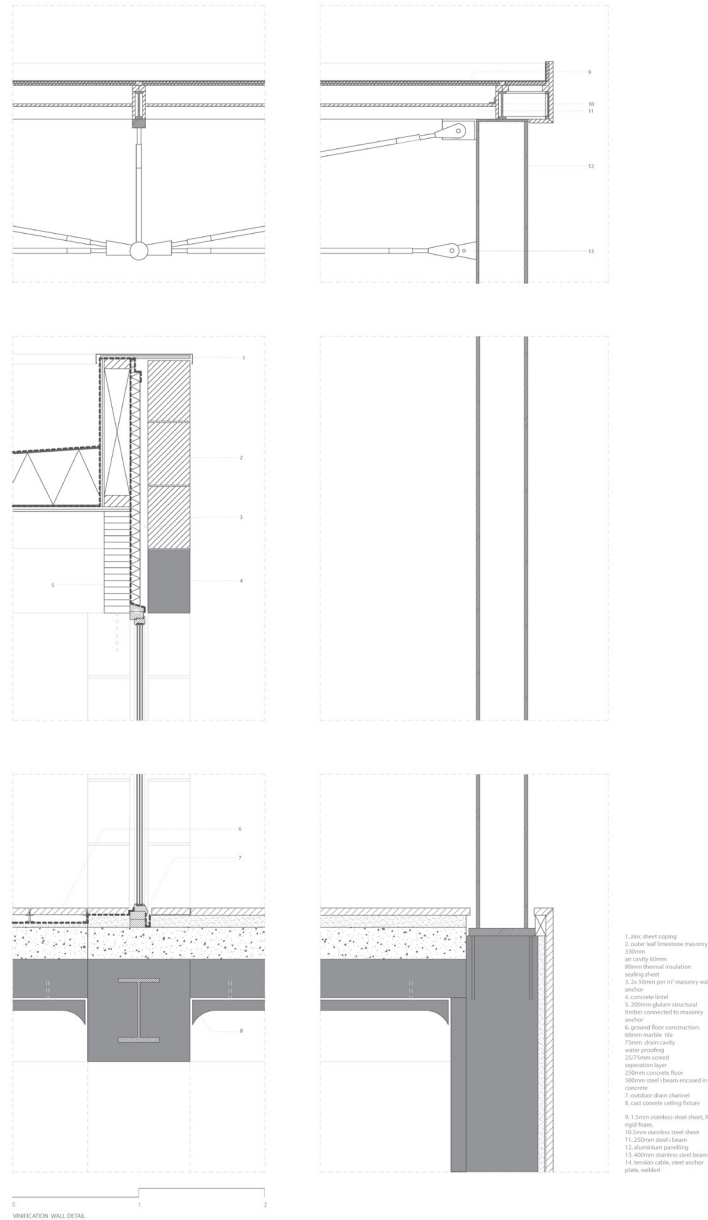 9
10
11
12
13
1
2
3
4
5
6
7
8
1. zinc sheet coping
2. outer leaf limestone masonry
330mm
air cavity 60mm
80mm thermal insulation
sealing sheet
3. 2x 50mm per m² masonry wal
anchor
4. concrete lintel
5. 200mm glulam structural
timber connected to masonry
anchor
6. ground floor construction:
60mm marble tile
75mm drain cavity
water proofing
25/75mm screed
seperation layer
250mm concrete floor
500mm steel i beam encased in
concrete
7. outdoor drain channel
8. cast conrete ceiling fixture
9. 1.5mm stainless-steel sheet,
rigid foam,
10.5mm stainless steel sheet
11. 250mm steel i beam
12. aluminium panelling
13. 400mm stainless steel beam
14. tension cable, steel anchor
plate, welded
0 1 2
VINIFICATION WALL DETAIL